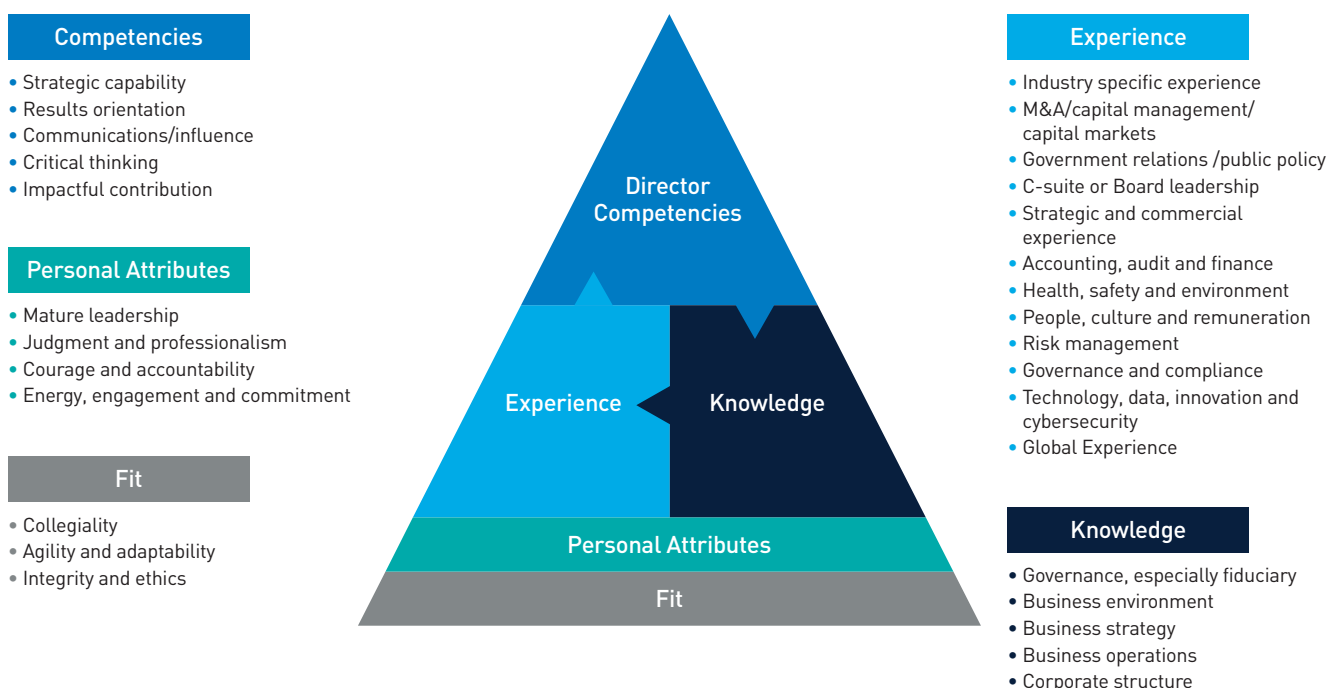 Competencies
• Strategic capability
• Results orientation
• Communications/influence
• Critical thinking
• Impactful contribution
Personal Attributes
• Mature leadership
• Judgment and professionalism
• Courage and accountability
• Energy, engagement and commitment
Fit
• Collegiality
• Agility and adaptability
• Integrity and ethics
Director
Competencies
Experience
Knowledge
Personal Attributes
Fit
Experience
• Industry specific experience
• M&A/capital management/
capital markets
• Government relations /public policy
• C-suite or Board leadership
• Strategic and commercial
experience
• Accounting, audit and finance
• Health, safety and environment
• People, culture and remuneration
• Risk management
• Governance and compliance
• Technology, data, innovation and
cybersecurity
• Global Experience
Knowledge
• Governance, especially fiduciary
• Business environment
• Business strategy
• Business operations
• Corporate structure